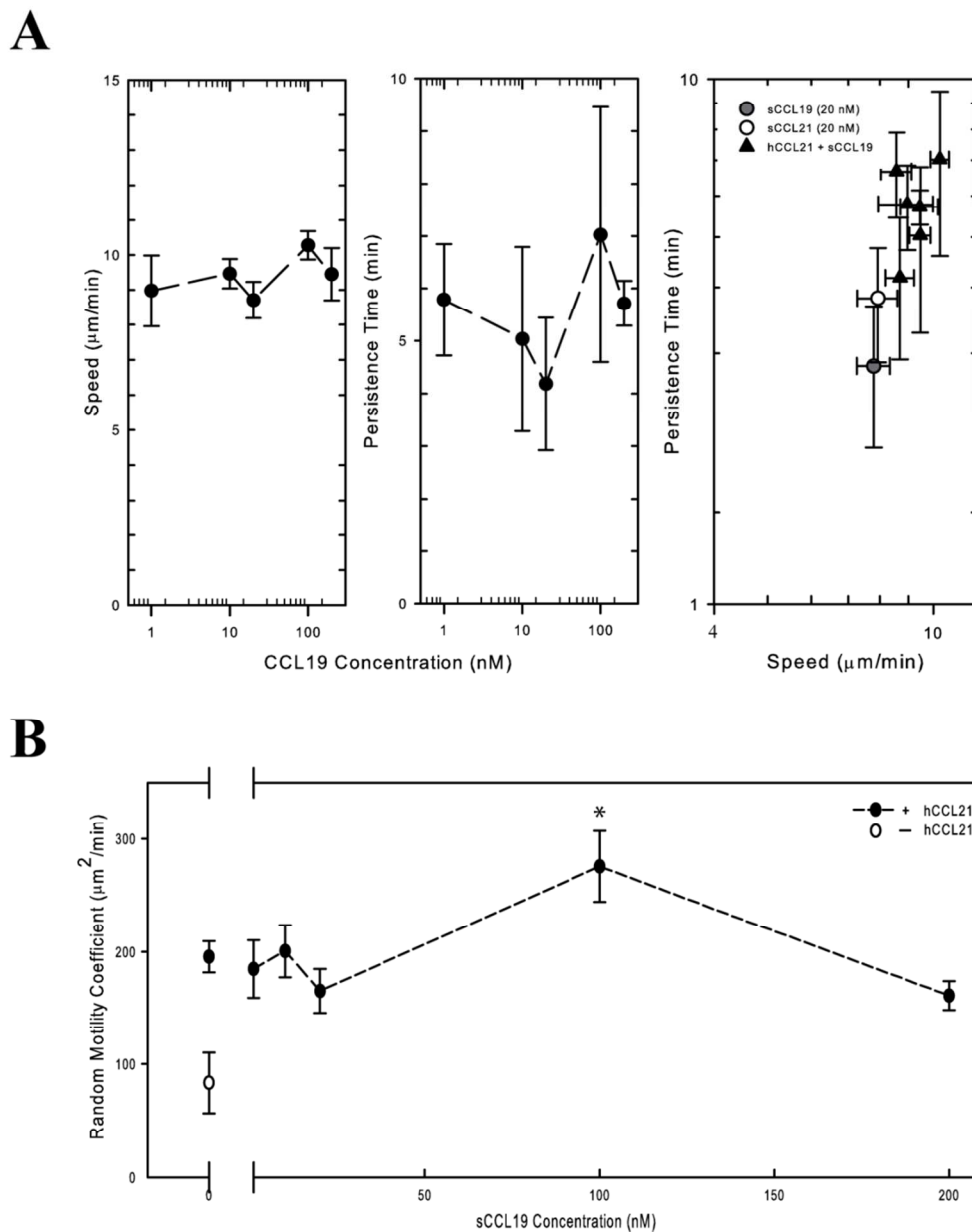 A
Speed (μm/min)
15
10
5
0
1 10 100
Persistence Time (min)
10
5
0
1 10 100
CCL19 Concentration (nM)
Persistence Time (min)
10
1
sCCL19 (20 nM)
sCCL21 (20 nM)
hCCL21 + sCCL19
4 10
Speed (μm/min)
B
Random Motility Coefficient (μm²/min)
300
200
100
0
*
+ hCCL21
− hCCL21
0 50 100 150 200
sCCL19 Concentration (nM)